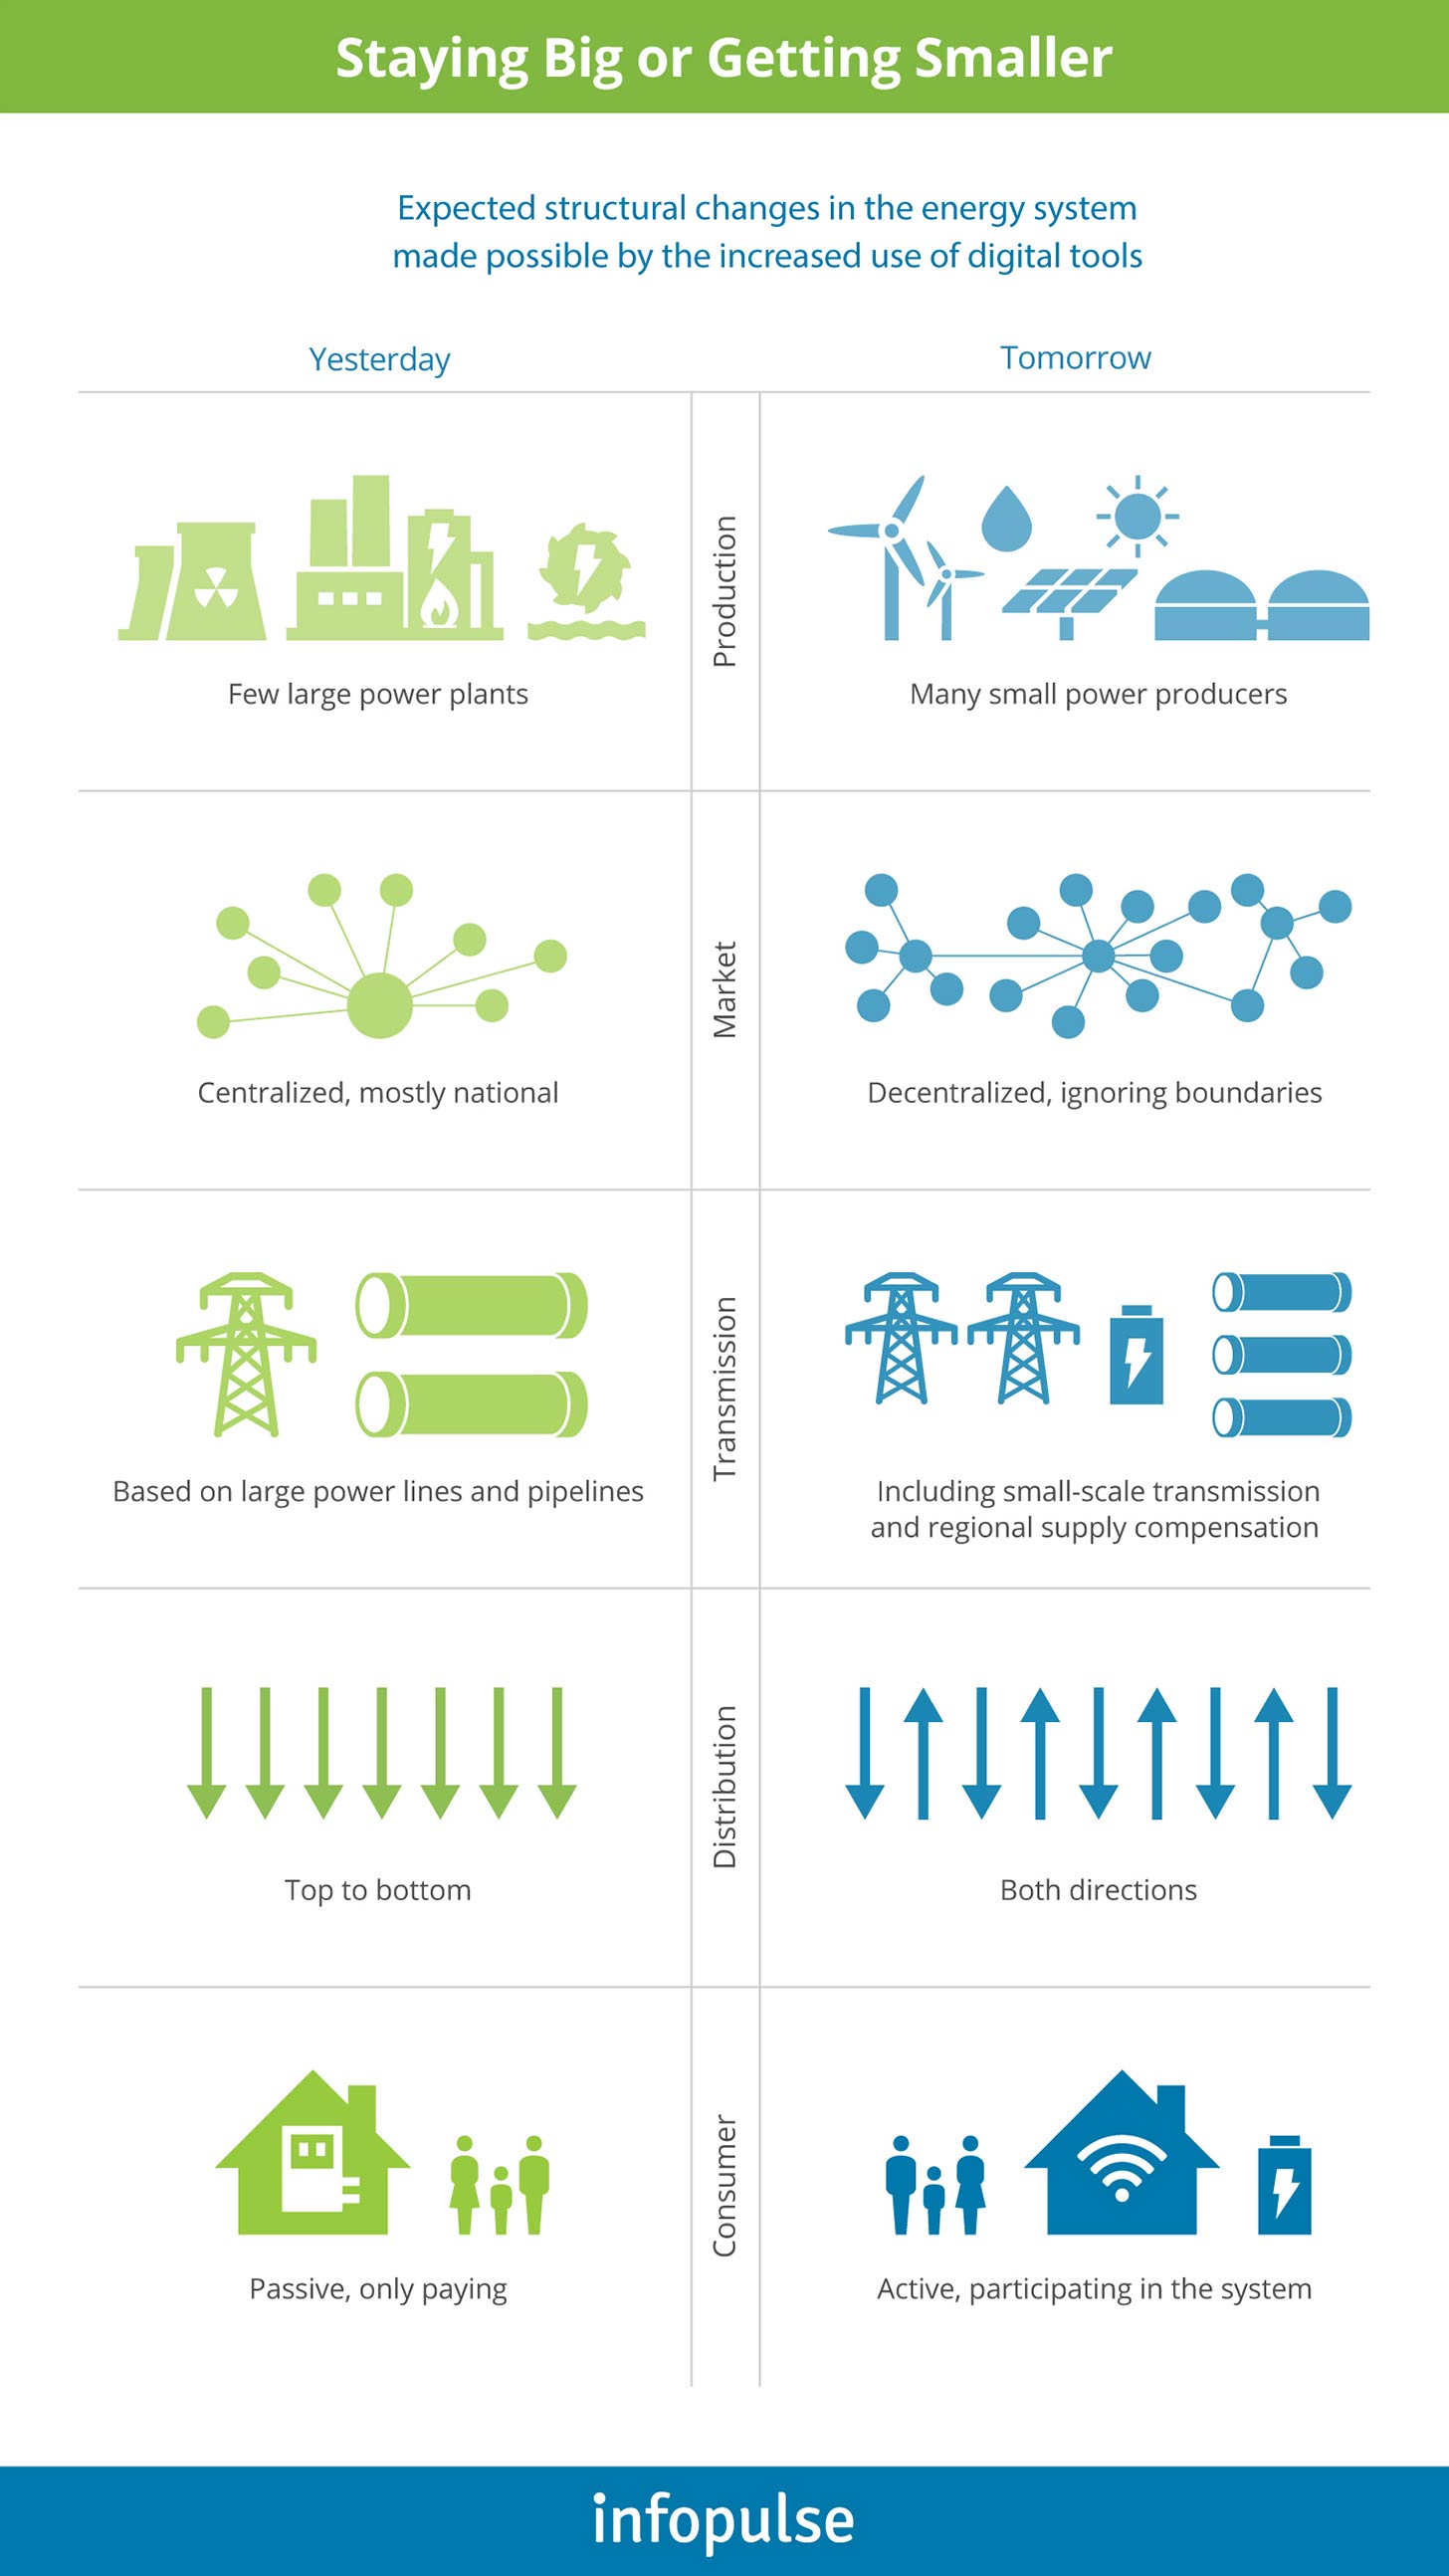 Staying Big or Getting Smaller
Expected structural changes in the energy system
made possible by the increased use of digital tools
Yesterday
Tomorrow
Production
Few large power plants
Many small power producers
Market
Centralized, mostly national
Decentralized, ignoring boundaries
Transmission
Based on large power lines and pipelines
Including small-scale transmission
and regional supply compensation
Distribution
Top to bottom
Both directions
Consumer
Passive, only paying
Active, participating in the system
infopulse